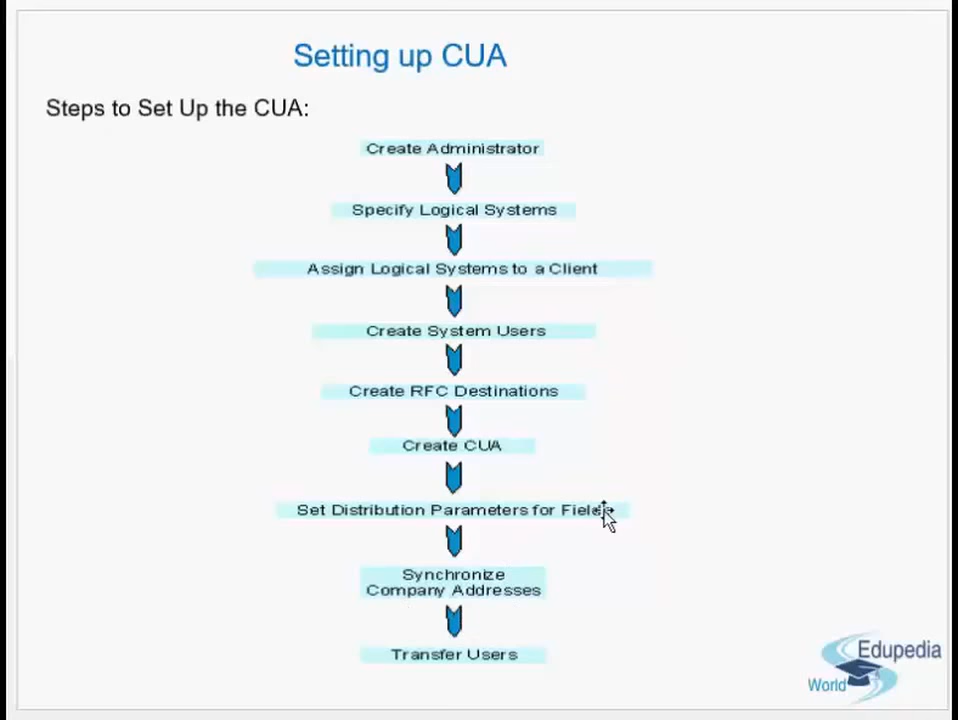 Setting up CUA
Steps to Set Up the CUA:
Create Administrator
Specify Logical Systems
Assign Logical Systems to a Client
Create System Users
Create RFC Destinations
Create CUA
Set Distribution Parameters for Fields
Synchronize
Company Addresses
Transfer Users
Edupedia
World